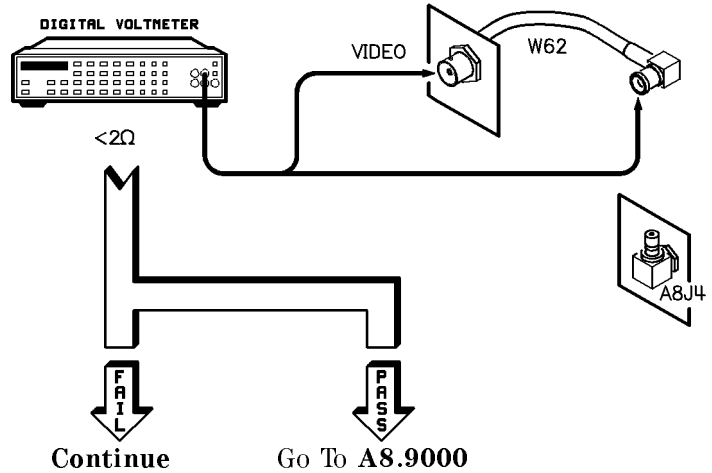 DIGITAL VOLTMETER
VIDEO
W62
<2Ω
A8J4
FAIL
PASS
Continue
Go To A8.9000